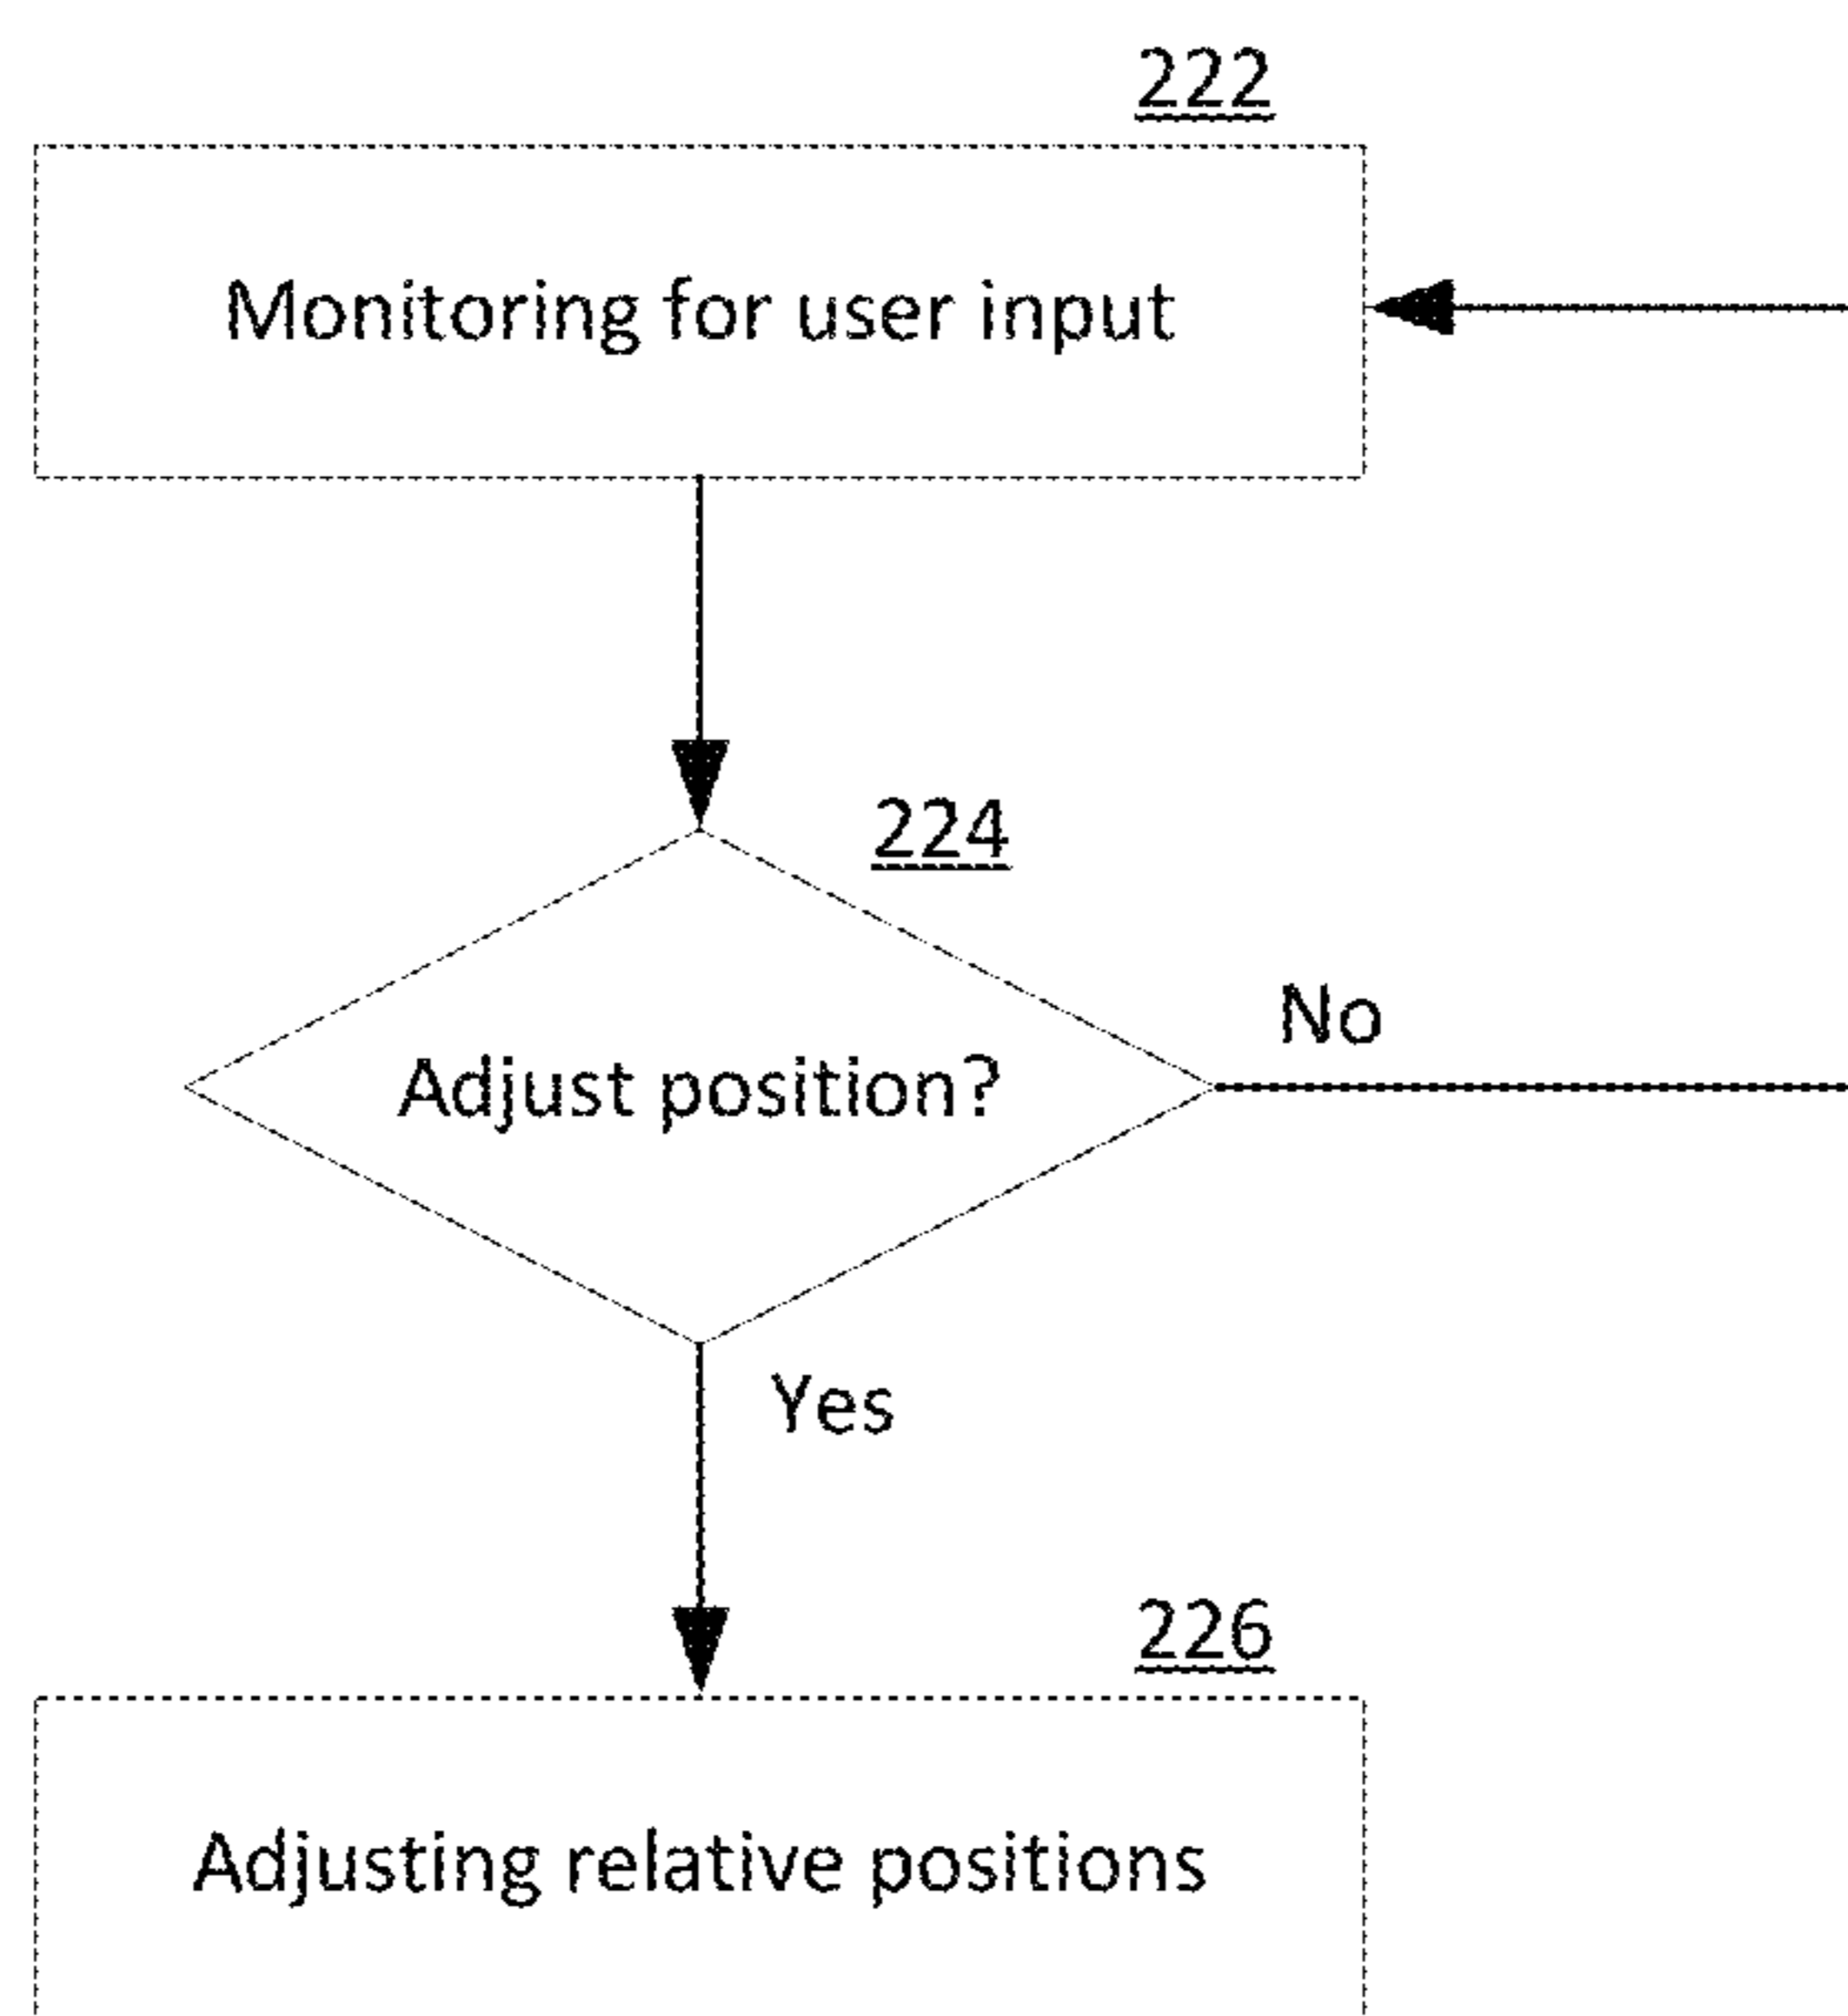 222
Monitoring for user input
224
No
Adjust position?
Yes
226
Adjusting relative positions